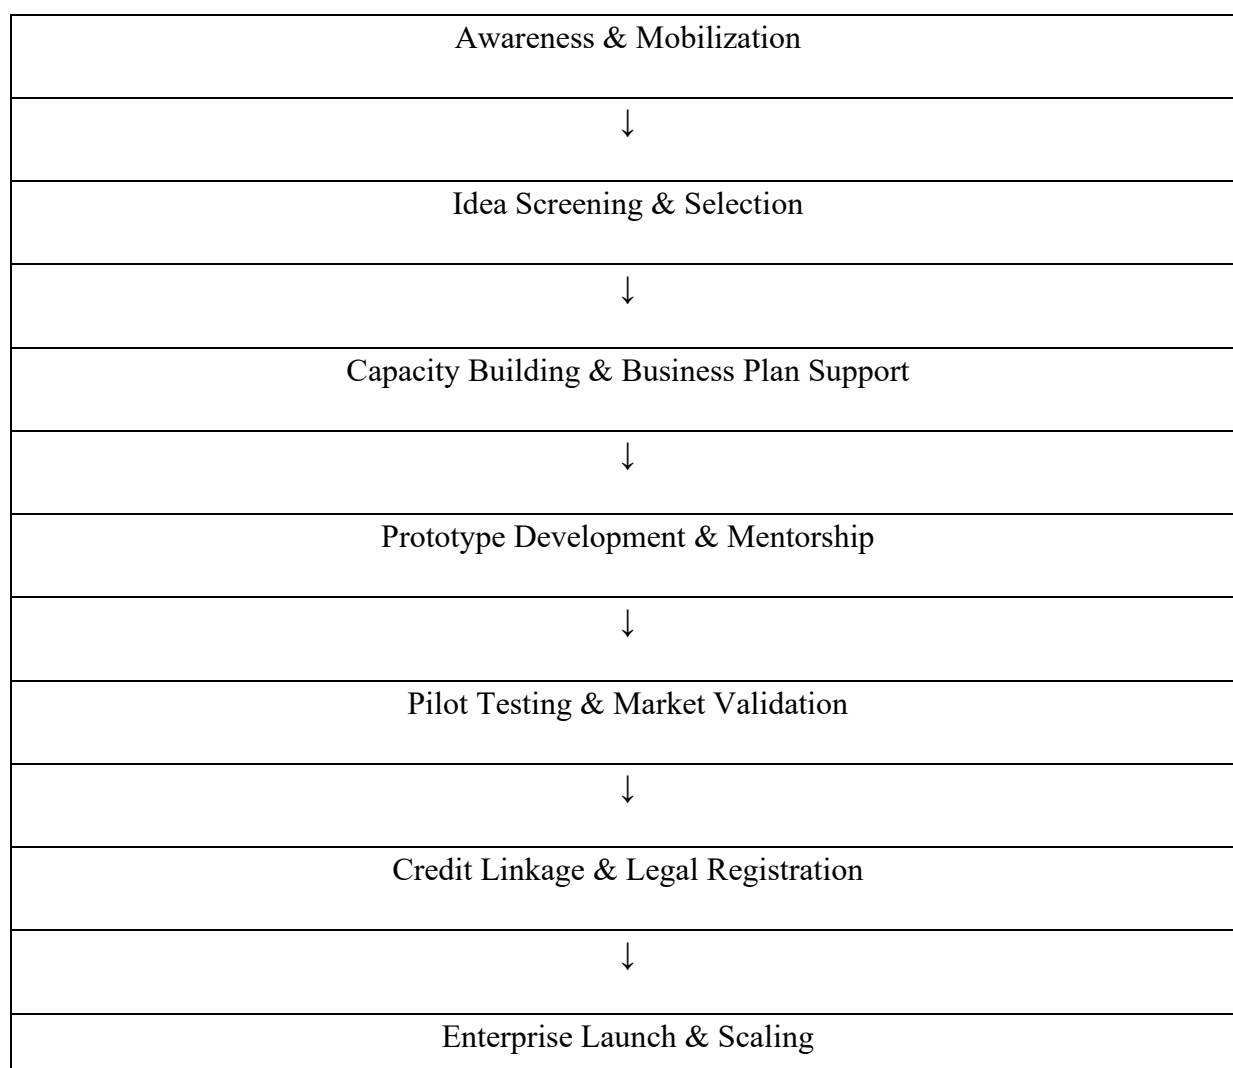 Awareness & Mobilization
↓
Idea Screening & Selection
↓
Capacity Building & Business Plan Support
↓
Prototype Development & Mentorship
↓
Pilot Testing & Market Validation
↓
Credit Linkage & Legal Registration
↓
Enterprise Launch & Scaling